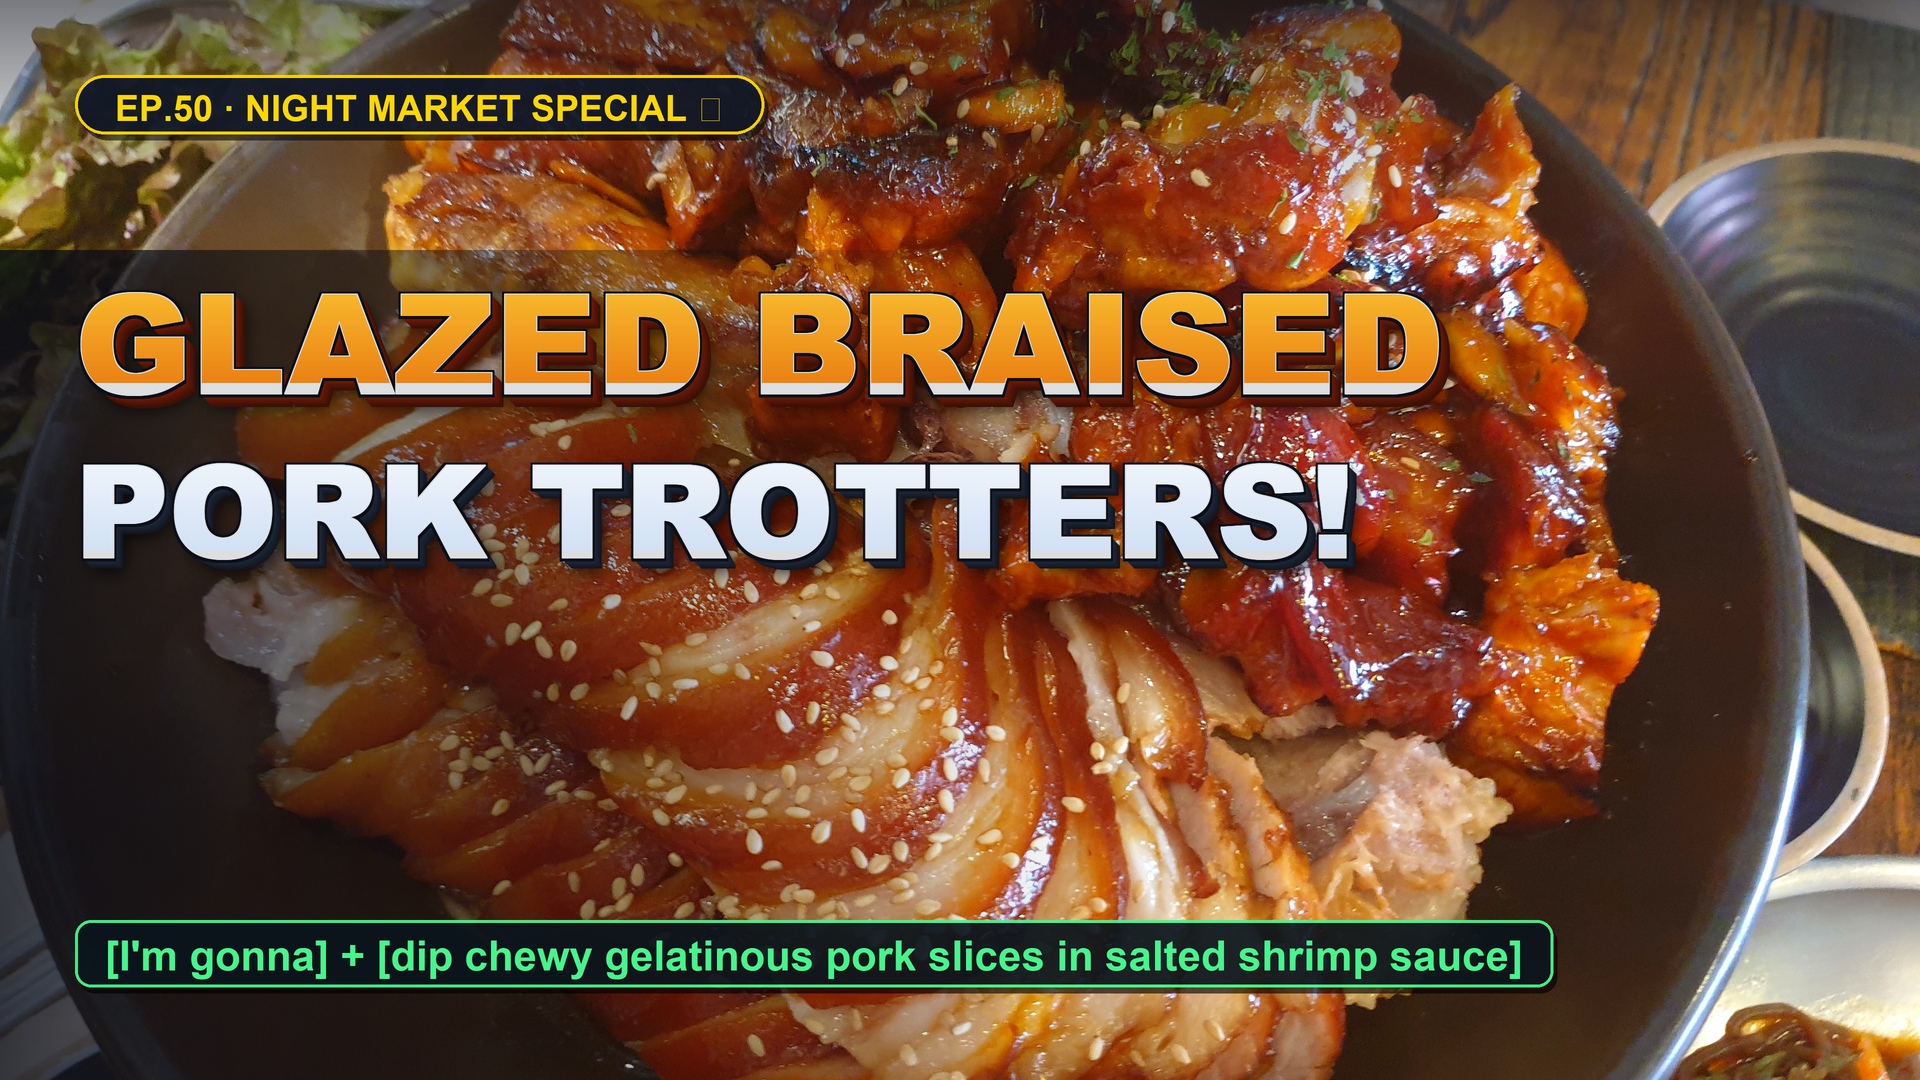 EP.50 · NIGHT MARKET SPECIAL □
GLAZED BRAISED
PORK TROTTERS!
[I'm gonna] + [dip chewy gelatinous pork slices in salted shrimp sauce]